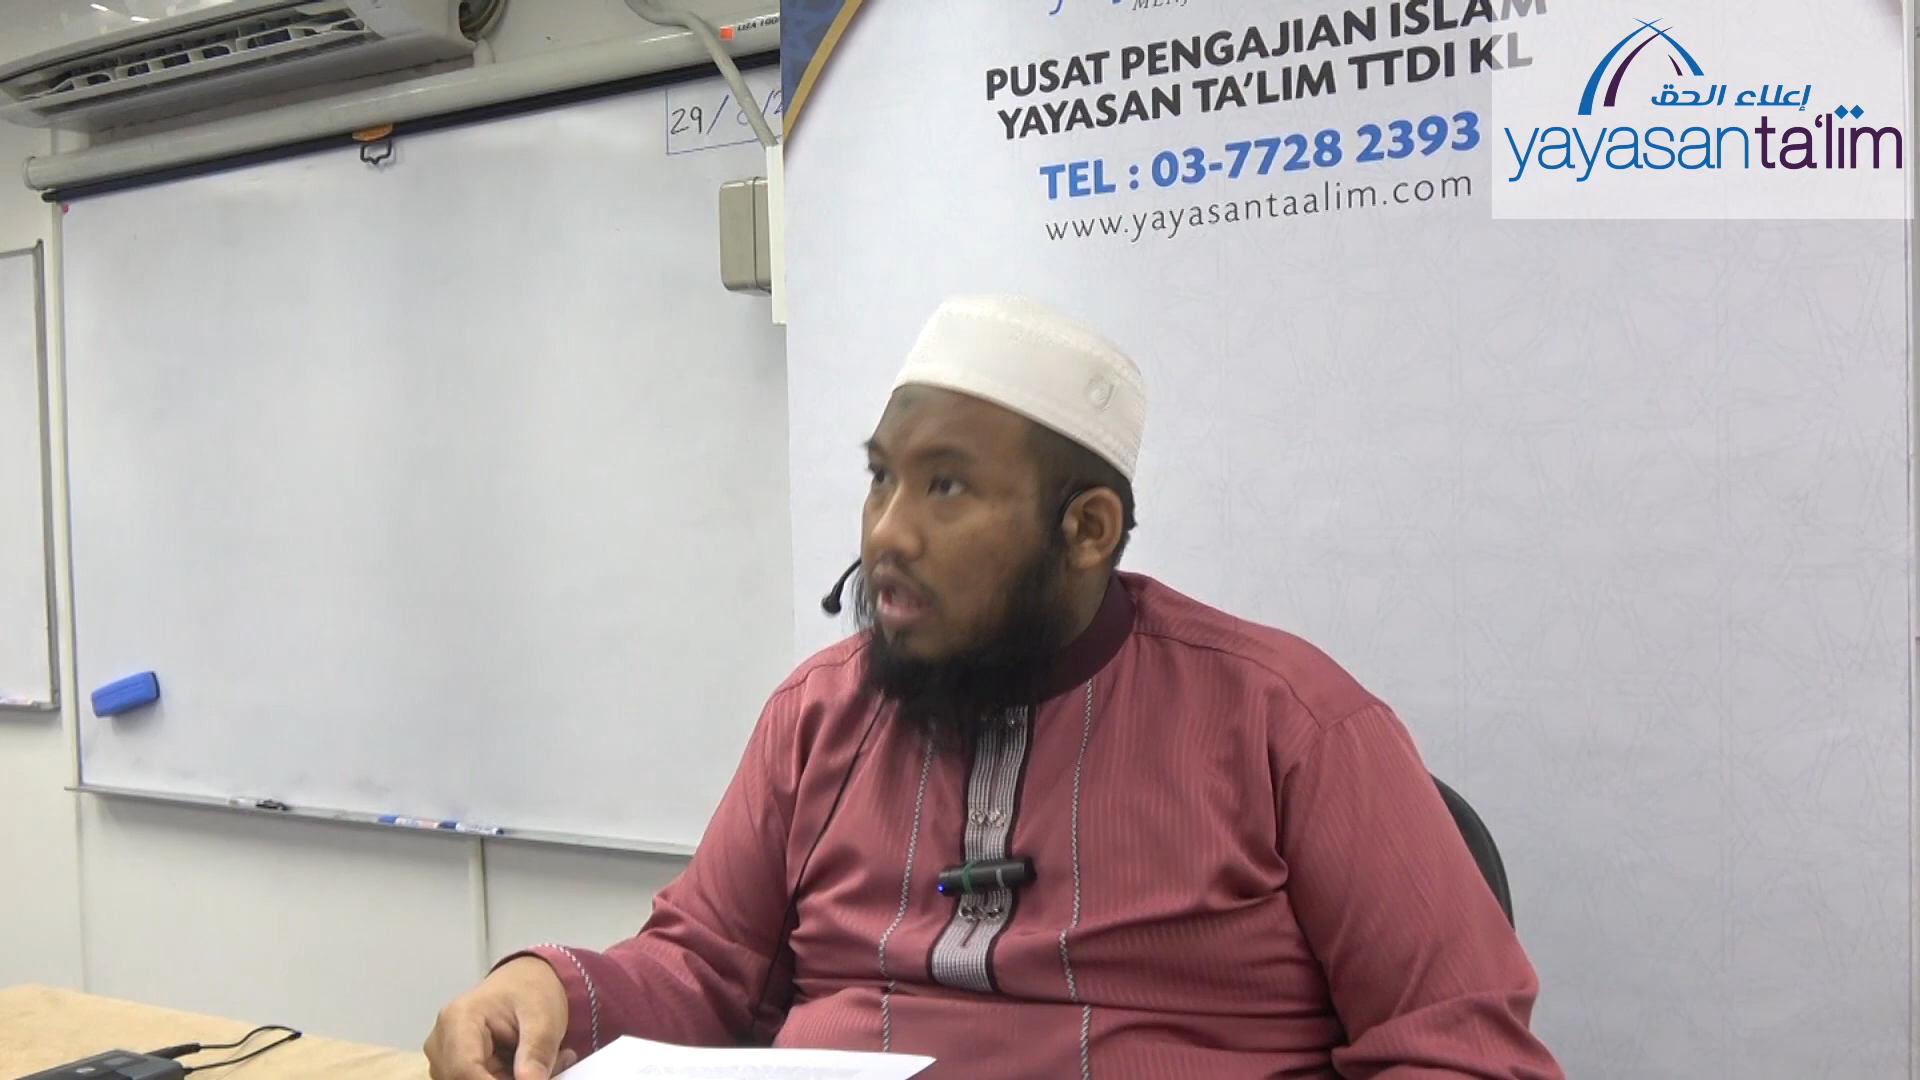 PUSAT PENGAJIAN ISLAM
YAYASAN TA'LIM TTDI KL
TEL : 03-7728 2393
www.yayasantaalim.com
إعلاء الحق
yayasanta'lim
29/